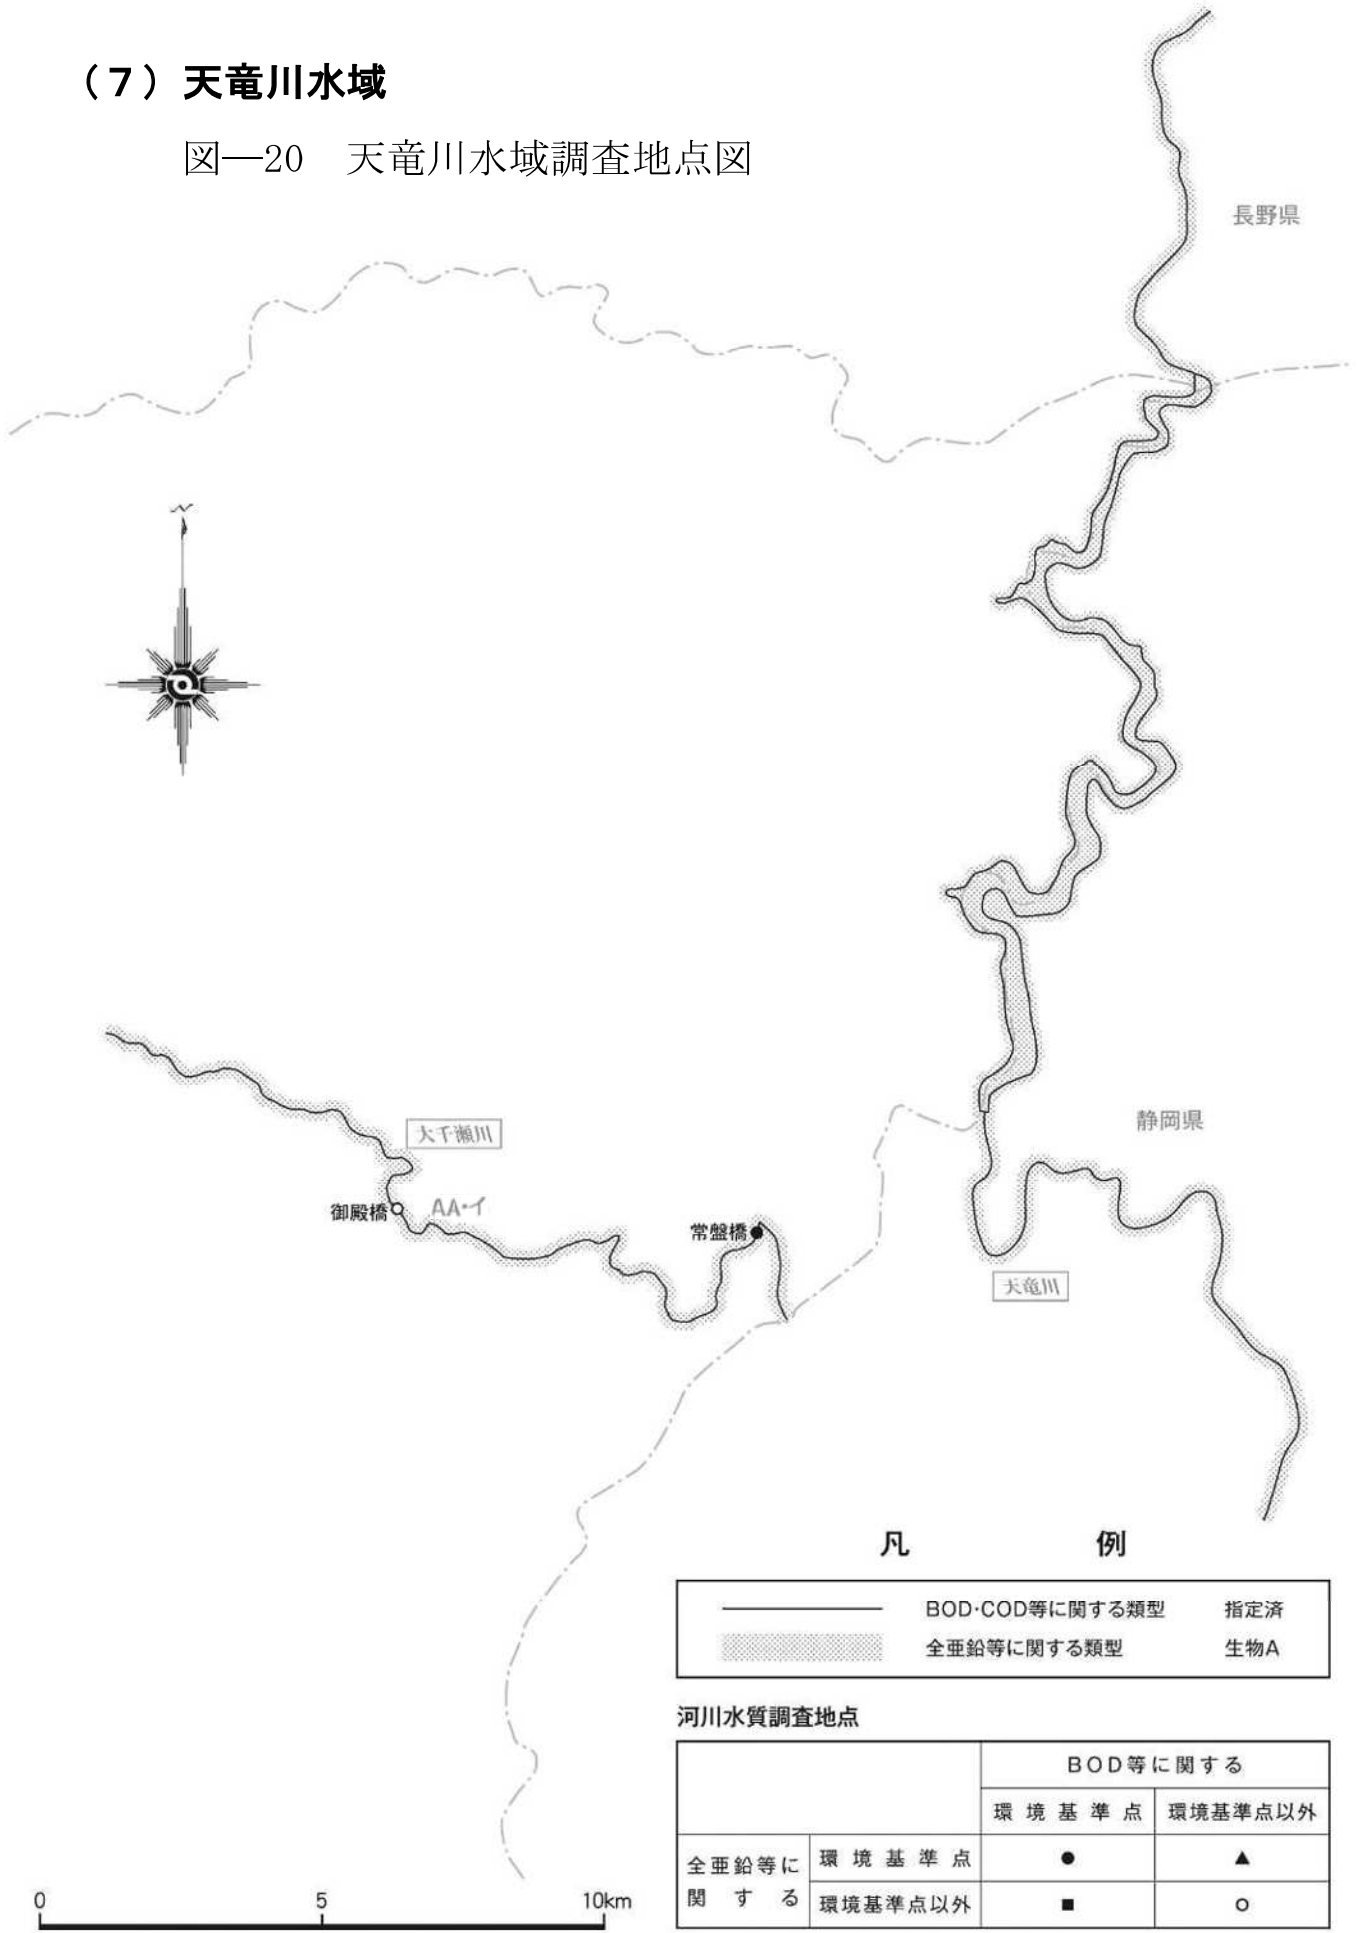 （７）天竜川水域
図―20　天竜川水域調査地点図
長野県
N
静岡県
大千瀬川
御殿橋
AA・イ
常盤橋
天竜川
凡例
BOD・COD等に関する類型 指定済
全亜鉛等に関する類型 生物A
河川水質調査地点
BOD等に関する
環境基準点 環境基準点以外
全亜鉛等に関する
環境基準点 ● ▲
環境基準点以外 ■ ○
0 5 10km